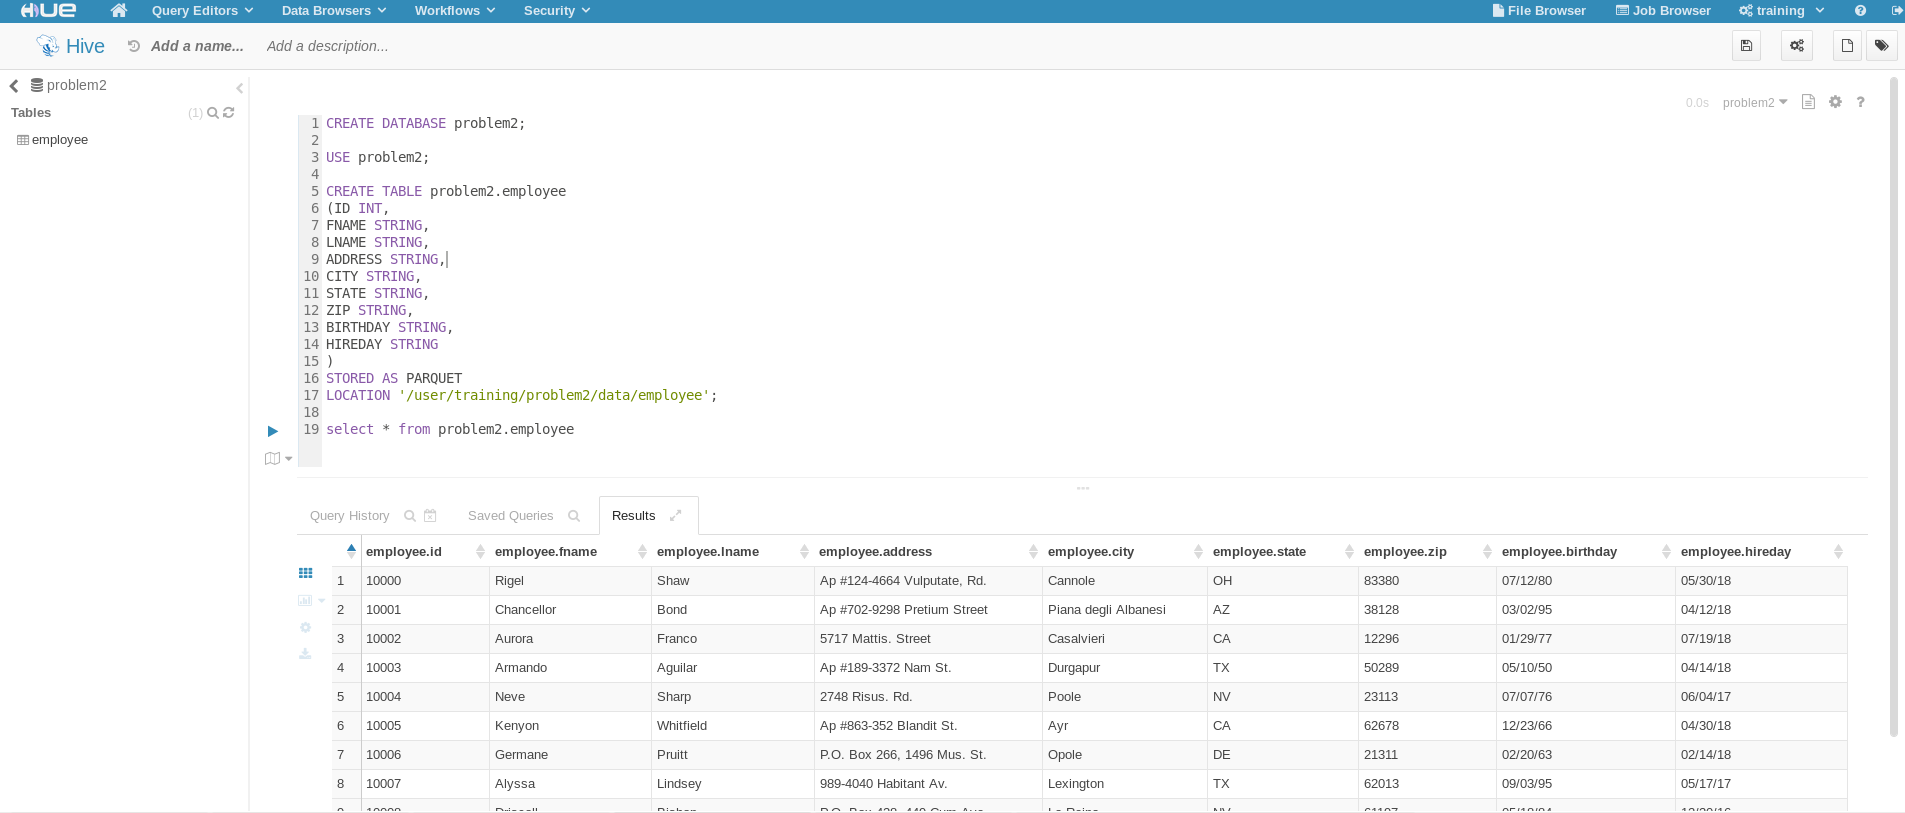 HUE Query Editors Data Browsers Workflows Security File Browser Job Browser training
Hive Add a name... Add a description...
problem2
Tables (1)
employee
0.0s problem2 ?
1 CREATE DATABASE problem2;
2
3 USE problem2;
4
5 CREATE TABLE problem2.employee
6 (ID INT,
7 FNAME STRING,
8 LNAME STRING,
9 ADDRESS STRING,
10 CITY STRING,
11 STATE STRING,
12 ZIP STRING,
13 BIRTHDAY STRING,
14 HIREDAY STRING
15 )
16 STORED AS PARQUET
17 LOCATION '/user/training/problem2/data/employee';
18
19 select * from problem2.employee
Query History Saved Queries Results
employee.id employee.fname employee.lname employee.address employee.city employee.state employee.zip employee.birthday employee.hireday
1 10000 Rigel Shaw Ap #124-4664 Vulputate, Rd. Cannole OH 83380 07/12/80 05/30/18
2 10001 Chancellor Bond Ap #702-9298 Pretium Street Piana degli Albanesi AZ 38128 03/02/95 04/12/18
3 10002 Aurora Franco 5717 Mattis. Street Casalvieri CA 12296 01/29/77 07/19/18
4 10003 Armando Aguilar Ap #189-3372 Nam St. Durgapur TX 50289 05/10/50 04/14/18
5 10004 Neve Sharp 2748 Risus. Rd. Poole NV 23113 07/07/76 06/04/17
6 10005 Kenyon Whitfield Ap #863-352 Blandit St. Ayr CA 62678 12/23/66 04/30/18
7 10006 Germane Pruitt P.O. Box 266, 1496 Mus. St. Opole DE 21311 02/20/63 02/14/18
8 10007 Alyssa Lindsey 989-4040 Habitant Av. Lexington TX 62013 09/03/95 05/17/17